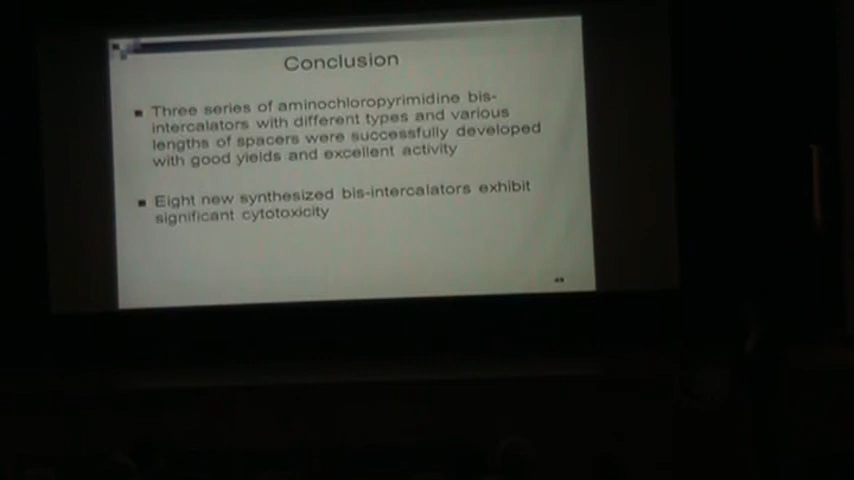 Conclusion
Three series of aminochloropyrimidine bis-
intercalators with different types and various
lengths of spacers were successfully developed
with good yields and excellent activity
Eight new synthesized bis-intercalators exhibit
significant cytotoxicity